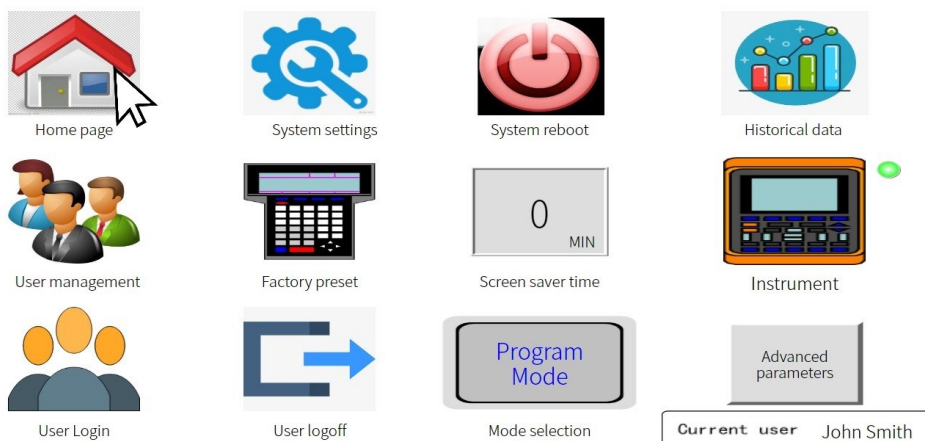 Home page
System settings
System reboot
Historical data
User management
Factory preset
0
MIN
Screen saver time
Instrument
User Login
User logoff
Program
Mode
Mode selection
Advanced
parameters
Current user John Smith